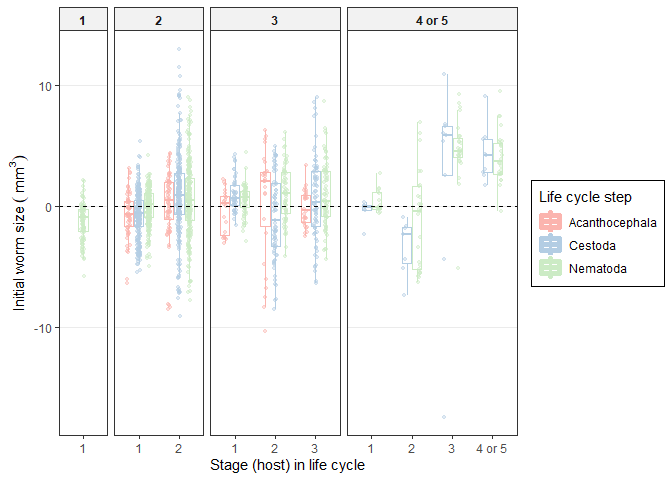 1 2 3 4 or 5
10
0
-10
Initial worm size ( mm³)
1 1 2 1 2 3 1 2 3 4 or 5
Stage (host) in life cycle
Life cycle step
Acanthocephala
Cestoda
Nematoda